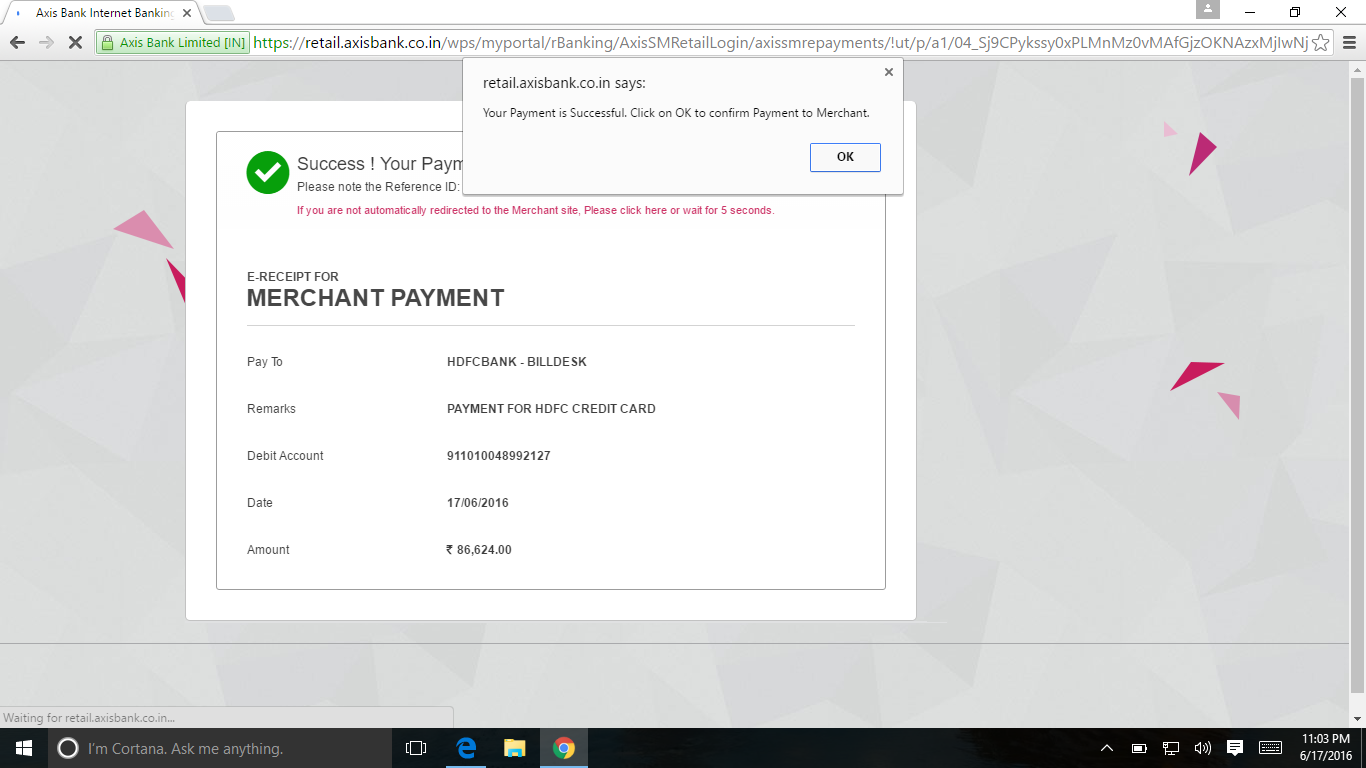 Axis Bank Internet Banking
Axis Bank Limited [IN]
https://retail.axisbank.co.in/wps/myportal/rBanking/AxisSMRetailLogin/axissmrepayments/!ut/p/a1/04_Sj9CPykssy0xPLMnMz0vMAfGjzOKNAzxMjIwNj
retail.axisbank.co.in says:
Your Payment is Successful. Click on OK to confirm Payment to Merchant.
OK
Success ! Your Paym
Please note the Reference ID:
If you are not automatically redirected to the Merchant site, Please click here or wait for 5 seconds.
E-RECEIPT FOR
MERCHANT PAYMENT
Pay To HDFCBANK - BILLDESK
Remarks PAYMENT FOR HDFC CREDIT CARD
Debit Account 911010048992127
Date 17/06/2016
Amount ₹ 86,624.00
Waiting for retail.axisbank.co.in...
I'm Cortana. Ask me anything.
11:03 PM
6/17/2016